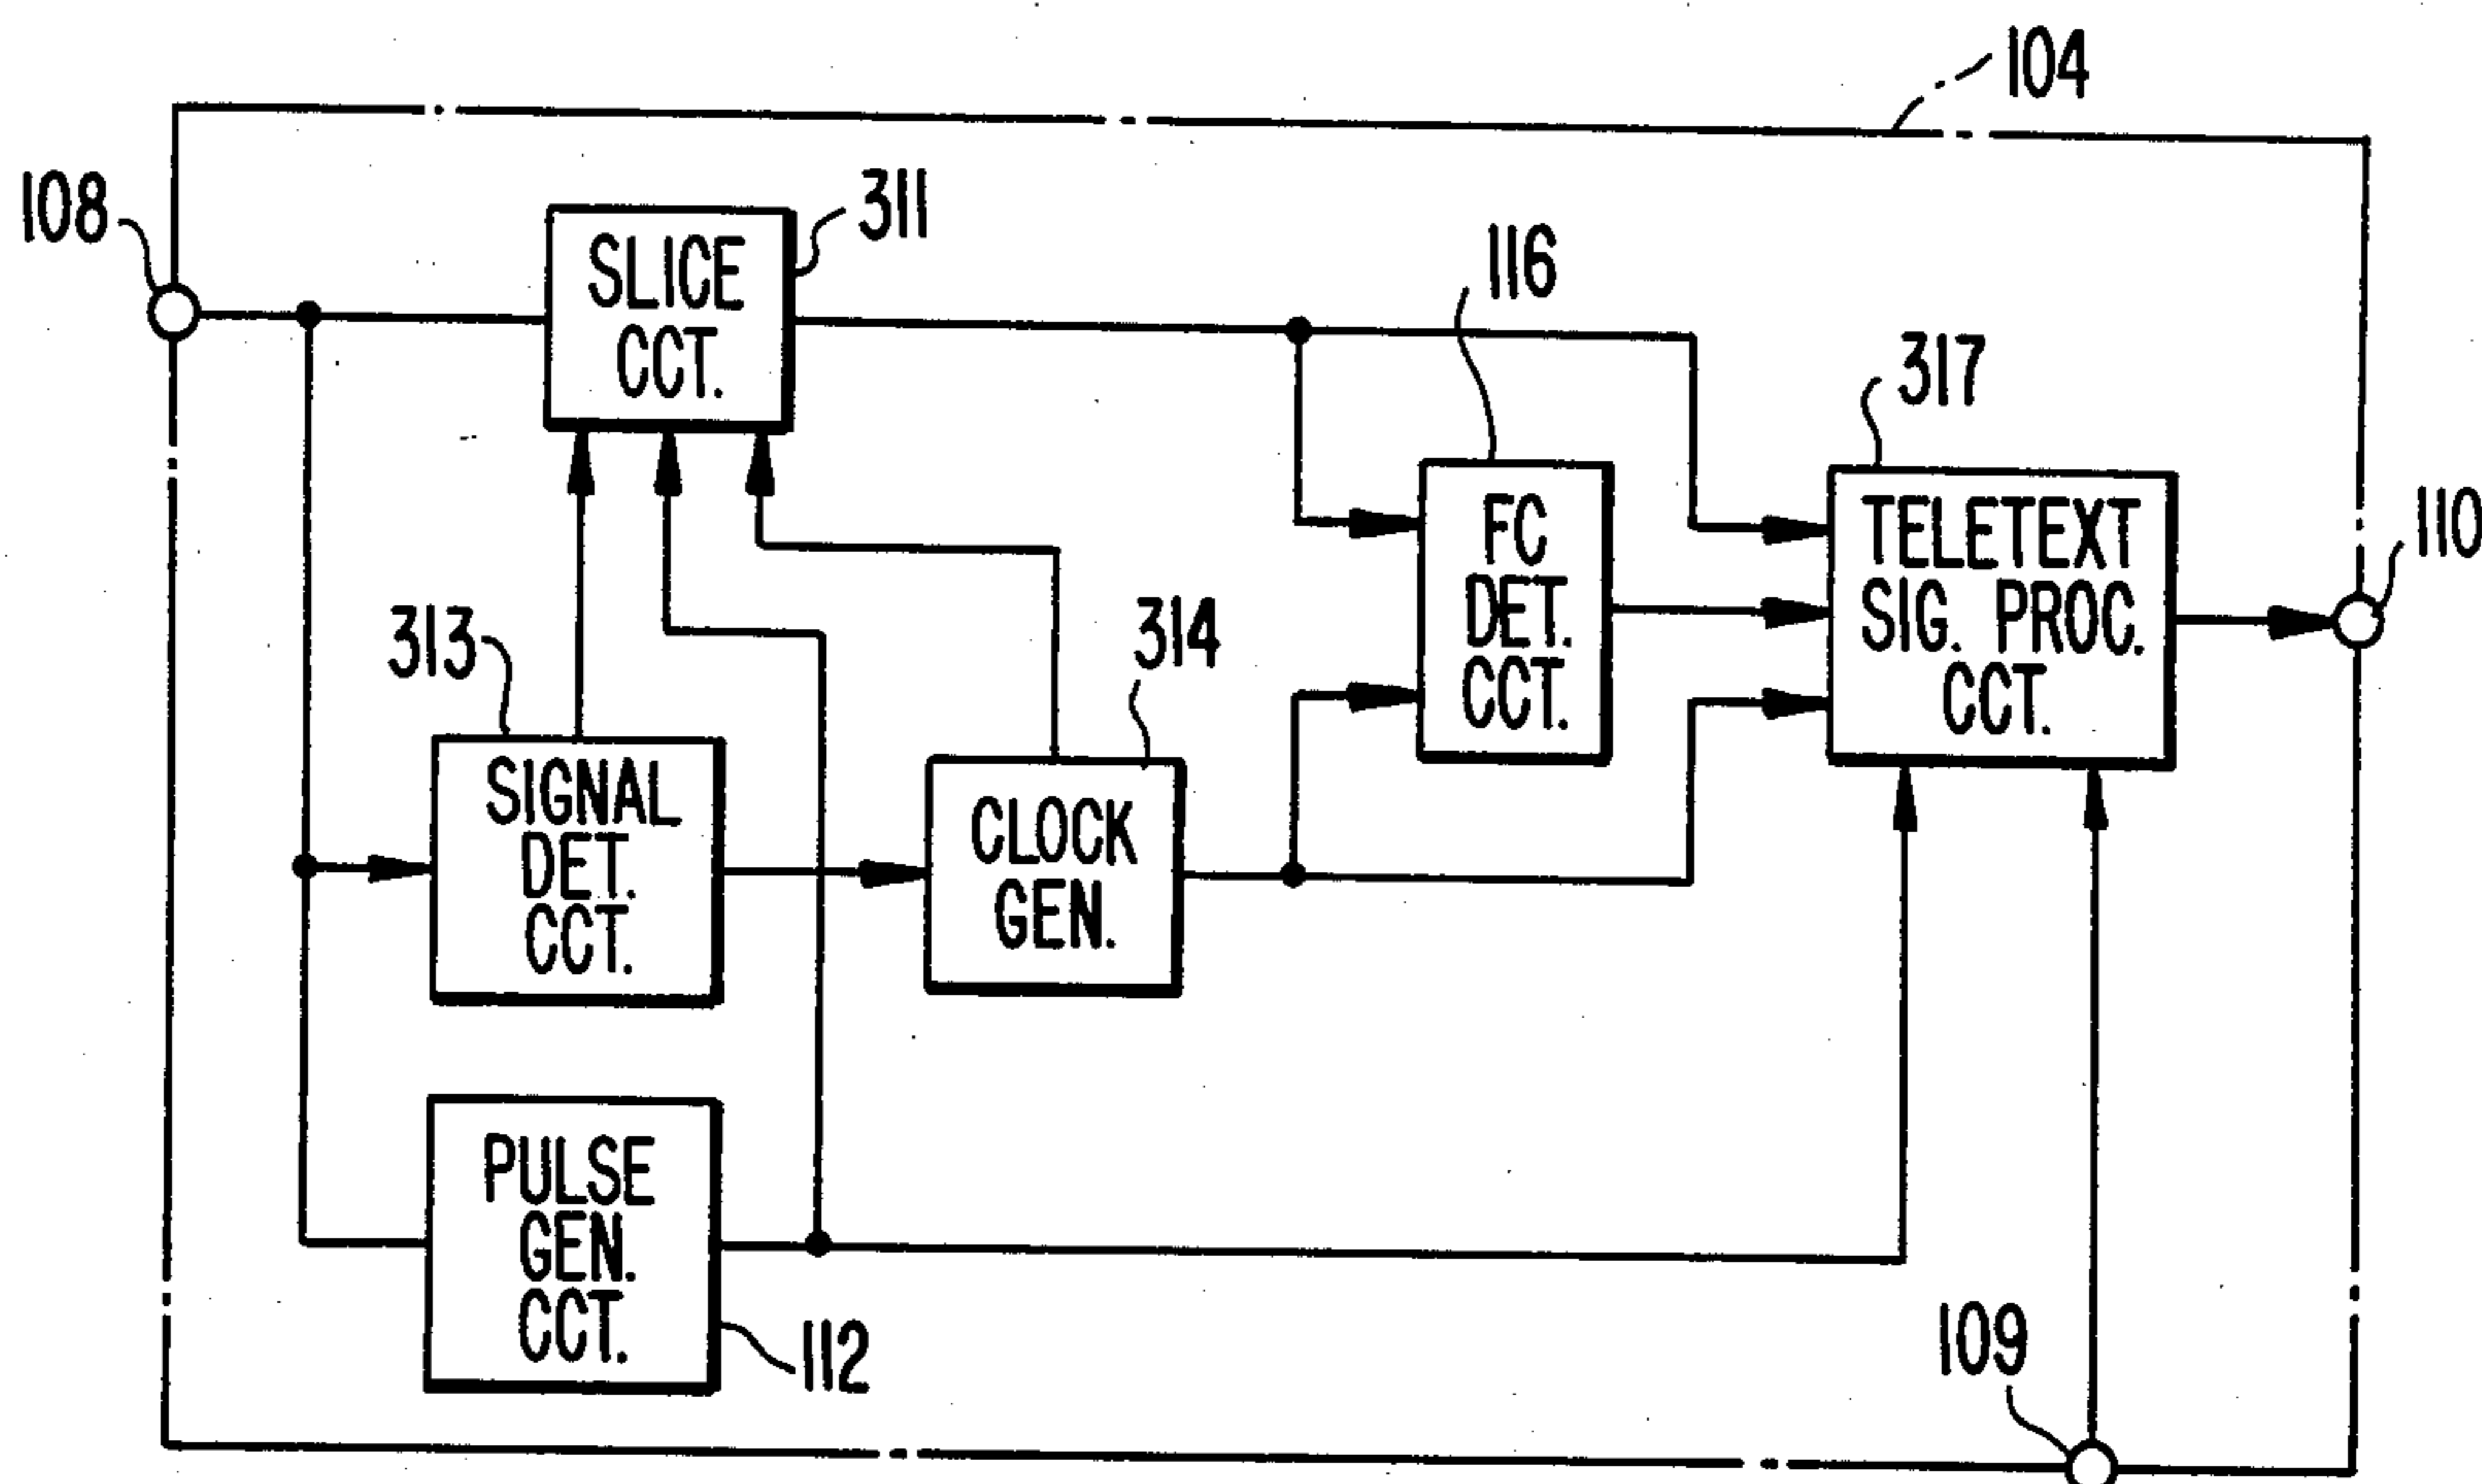 104
108
311
SLICE
CCT.
116
317
FC
DET.
CCT.
TELETEXT
SIG. PROC.
CCT.
110
313
314
SIGNAL
DET.
CCT.
CLOCK
GEN.
PULSE
GEN.
CCT.
112
109